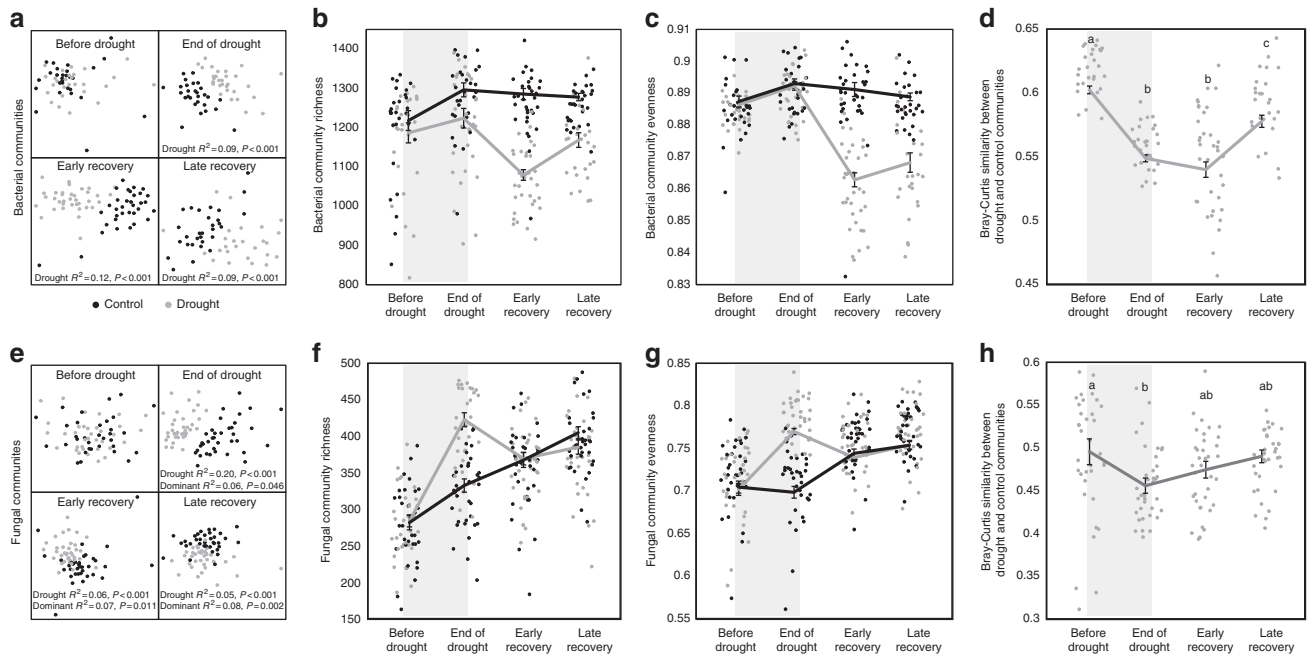 a
Bacterial communities
Before drought
End of drought
Drought R²=0.09, P<0.001
Early recovery
Late recovery
Drought R²=0.12, P<0.001
Drought R²=0.09, P<0.001
Control
Drought
b
Bacterial community richness
1400
1300
1200
1100
1000
900
800
Before
drought
End of
drought
Early
recovery
Late
recovery
c
Bacterial community evenness
0.91
0.9
0.89
0.88
0.87
0.86
0.85
0.84
0.83
Before
drought
End of
drought
Early
recovery
Late
recovery
d
Bray-Curtis similarity between
drought and control communities
0.65
0.6
0.55
0.5
0.45
a
b
b
c
Before
drought
End of
drought
Early
recovery
Late
recovery
e
Fungal communites
Before drought
End of drought
Drought R²=0.20, P<0.001
Dominant R²=0.06, P=0.046
Early recovery
Late recovery
Drought R²=0.06, P<0.001
Dominant R²=0.07, P=0.011
Drought R²=0.05, P<0.001
Dominant R²=0.08, P=0.002
f
Fungal community richness
500
450
400
350
300
250
200
150
Before
drought
End of
drought
Early
recovery
Late
recovery
g
Fungal community evenness
0.85
0.8
0.75
0.7
0.65
0.6
0.55
Before
drought
End of
drought
Early
recovery
Late
recovery
h
Bray-Curtis similarity between
drought and control communities
0.6
0.55
0.5
0.45
0.4
0.35
0.3
a
b
ab
ab
Before
drought
End of
drought
Early
recovery
Late
recovery